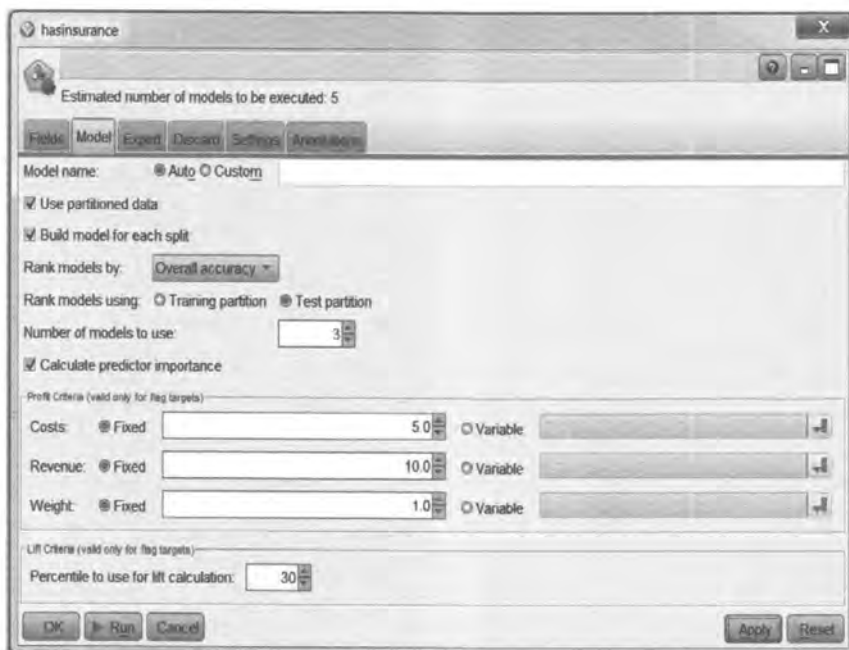 hasinsurance
X
Estimated number of models to be executed: 5
Fields Model Expert Discard Settings Annotations
Model name: Auto Custom
Use partitioned data
Build model for each split
Rank models by: Overall accuracy
Rank models using: Training partition Test partition
Number of models to use: 3
Calculate predictor importance
Profit Criteria (valid only for flag targets)
Costs: Fixed 5.0 Variable
Revenue: Fixed 10.0 Variable
Weight: Fixed 1.0 Variable
Lift Criteria (valid only for flag targets)
Percentile to use for lift calculation: 30
OK Run Cancel Apply Reset